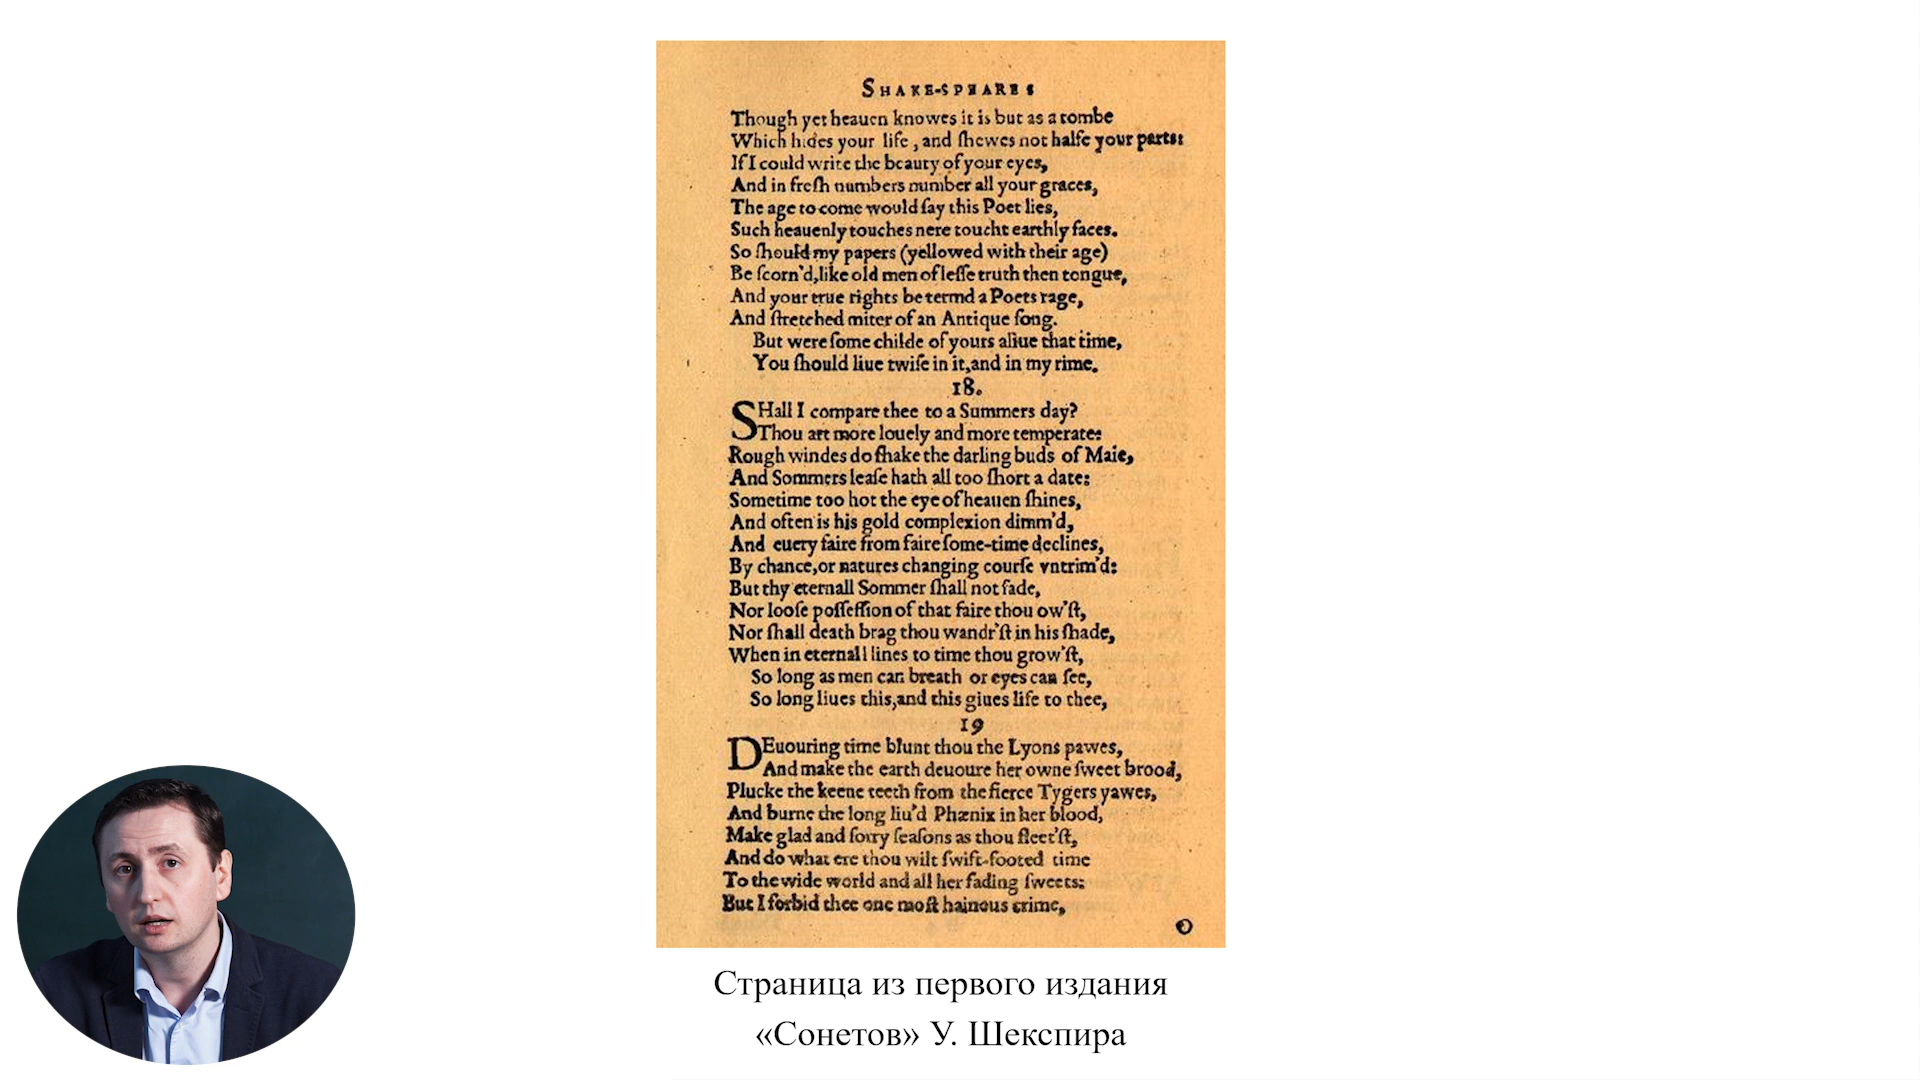 SHAKE-SPEARES
Though yet heauen knowes it is but as a tombe
Which hides your life , and ſhewes not halfe your parts:
If I could write the beauty of your eyes,
And in freſh numbers number all your graces,
The age to come would ſay this Poet lies,
Such heauenly touches nere toucht earthly faces.
So ſhould my papers (yellowed with their age)
Be ſcorn'd,like old men of leſſe truth then tongue,
And your true rights be termd a Poets rage,
And ſtretched miter of an Antique ſong.
But were ſome childe of yours aliue that time,
You ſhould liue twiſe in it,and in my rime.
18.
SHall I compare thee to a Summers day?
Thou art more louely and more temperate:
Rough windes do ſhake the darling buds of Maie,
And Sommers leaſe hath all too ſhort a date:
Sometime too hot the eye of heauen ſhines,
And often is his gold complexion dimm'd,
And euery faire from faire ſome-time declines,
By chance,or natures changing courſe vntrim'd:
But thy eternall Sommer ſhall not fade,
Nor looſe poſſeſſion of that faire thou ow'ſt,
Nor ſhall death brag thou wandr'ſt in his ſhade,
When in eternall lines to time thou grow'ſt,
So long as men can breath or eyes can ſee,
So long liues this,and this giues life to thee,
19
DEuouring time blunt thou the Lyons pawes,
And make the earth deuoure her owne ſweet brood,
Plucke the keene teeth from the fierce Tygers yawes,
And burne the long liu'd Phænix in her blood,
Make glad and ſorry ſeaſons as thou fleet'ſt,
And do what ere thou wilt ſwift-footed time
To the wide world and all her fading ſweets:
But I forbid thee one moſt hainous crime,
O
Страница из первого издания
«Сонетов» У. Шекспира